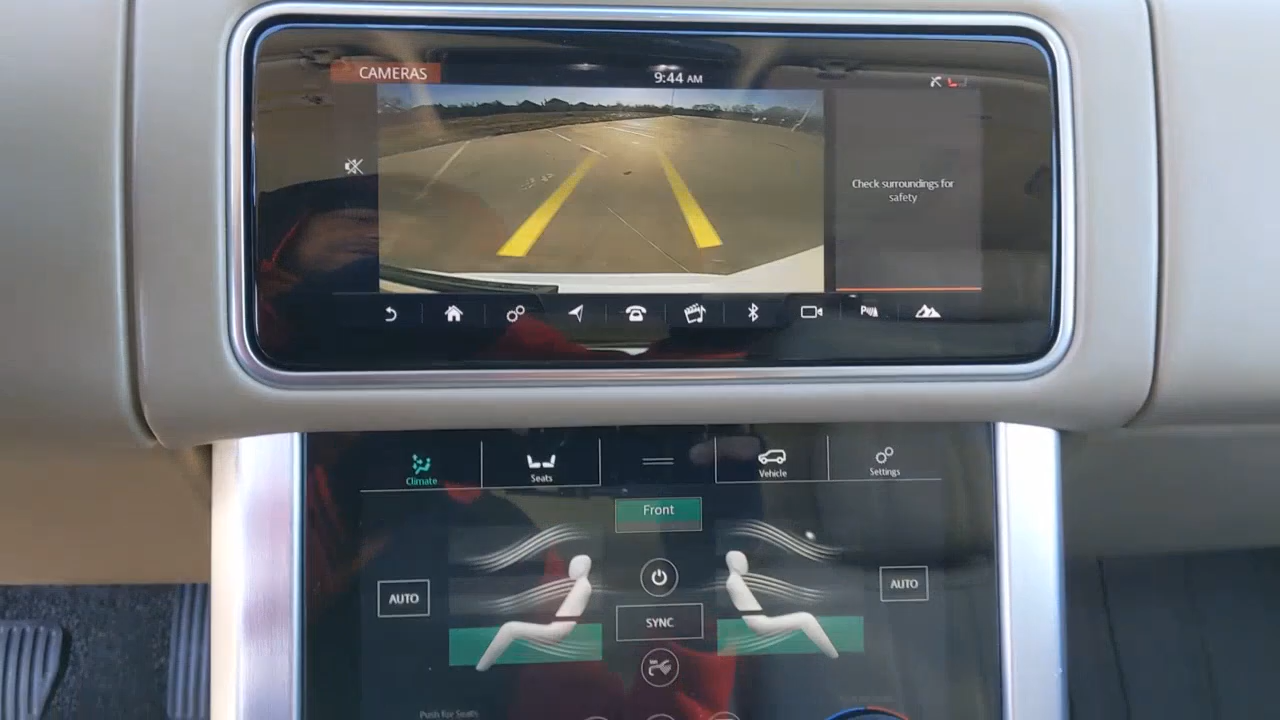 CAMERAS
9:44 AM
Check surroundings for
safety
Climate
Seats
Vehicle
Settings
Front
AUTO
AUTO
SYNC
Push for Seats